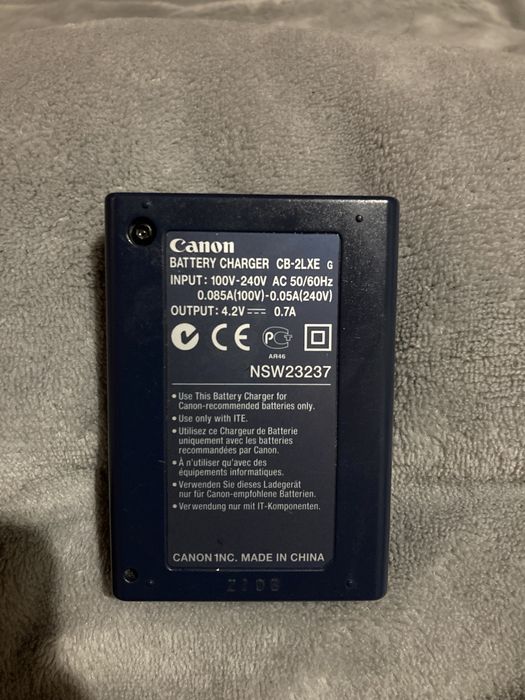 Canon
BATTERY CHARGER CB-2LXE G
INPUT: 100V-240V AC 50/60Hz
0.085A(100V)-0.05A(240V)
OUTPUT: 4.2V⎓ 0.7A
CE PC
AR46
NSW23237
• Use This Battery Charger for
Canon-recommended batteries only.
• Use only with ITE.
• Utilisez ce Chargeur de Batterie
uniquement avec les batteries
recommandées par Canon.
• À n'utiliser qu'avec des
équipements informatiques.
• Verwenden Sie dieses Ladegerät
nur für Canon-empfohlene Batterien.
• Verwendung nur mit IT-Komponenten.
CANON INC. MADE IN CHINA